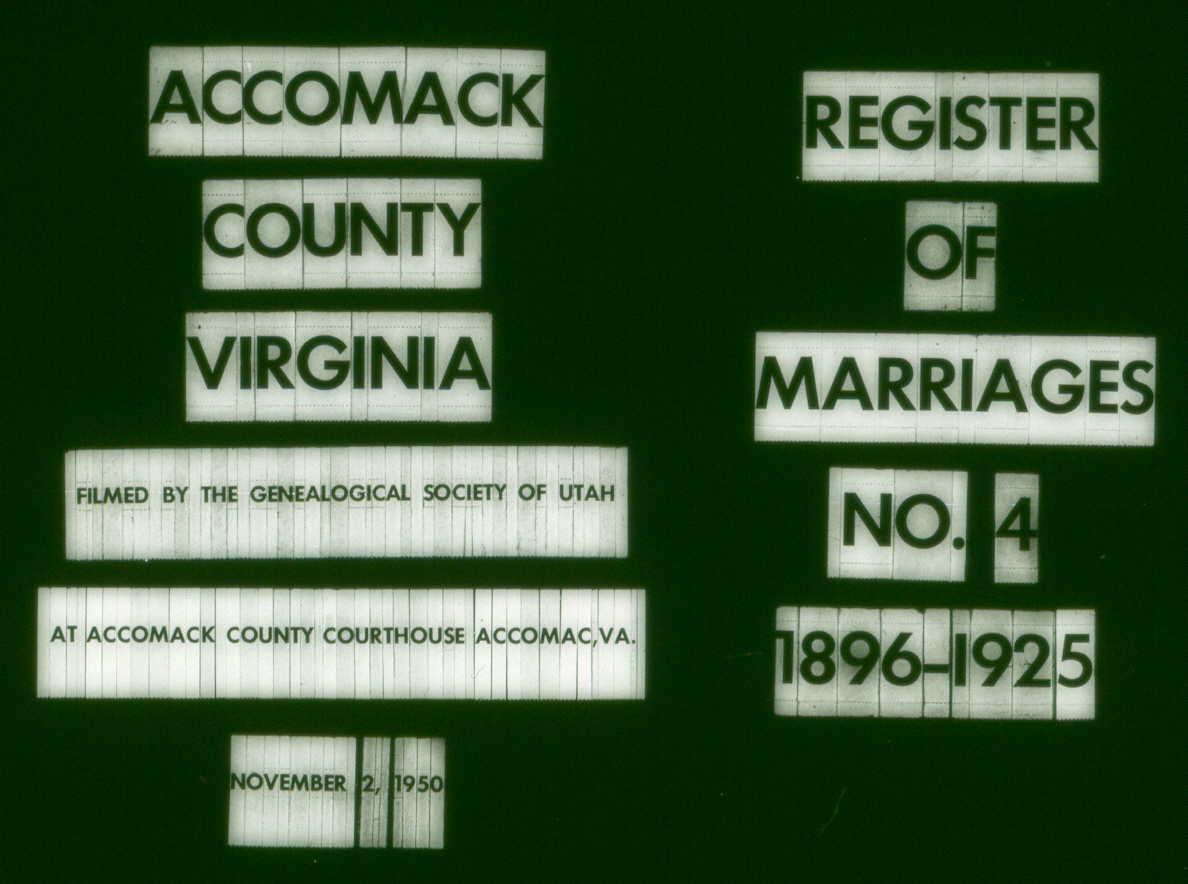 ACCOMACK
COUNTY
VIRGINIA
FILMED BY THE GENEALOGICAL SOCIETY OF UTAH
AT ACCOMACK COUNTY COURTHOUSE ACCOMAC, VA.
NOVEMBER 2, 1950
REGISTER
OF
MARRIAGES
NO. 4
1896-1925